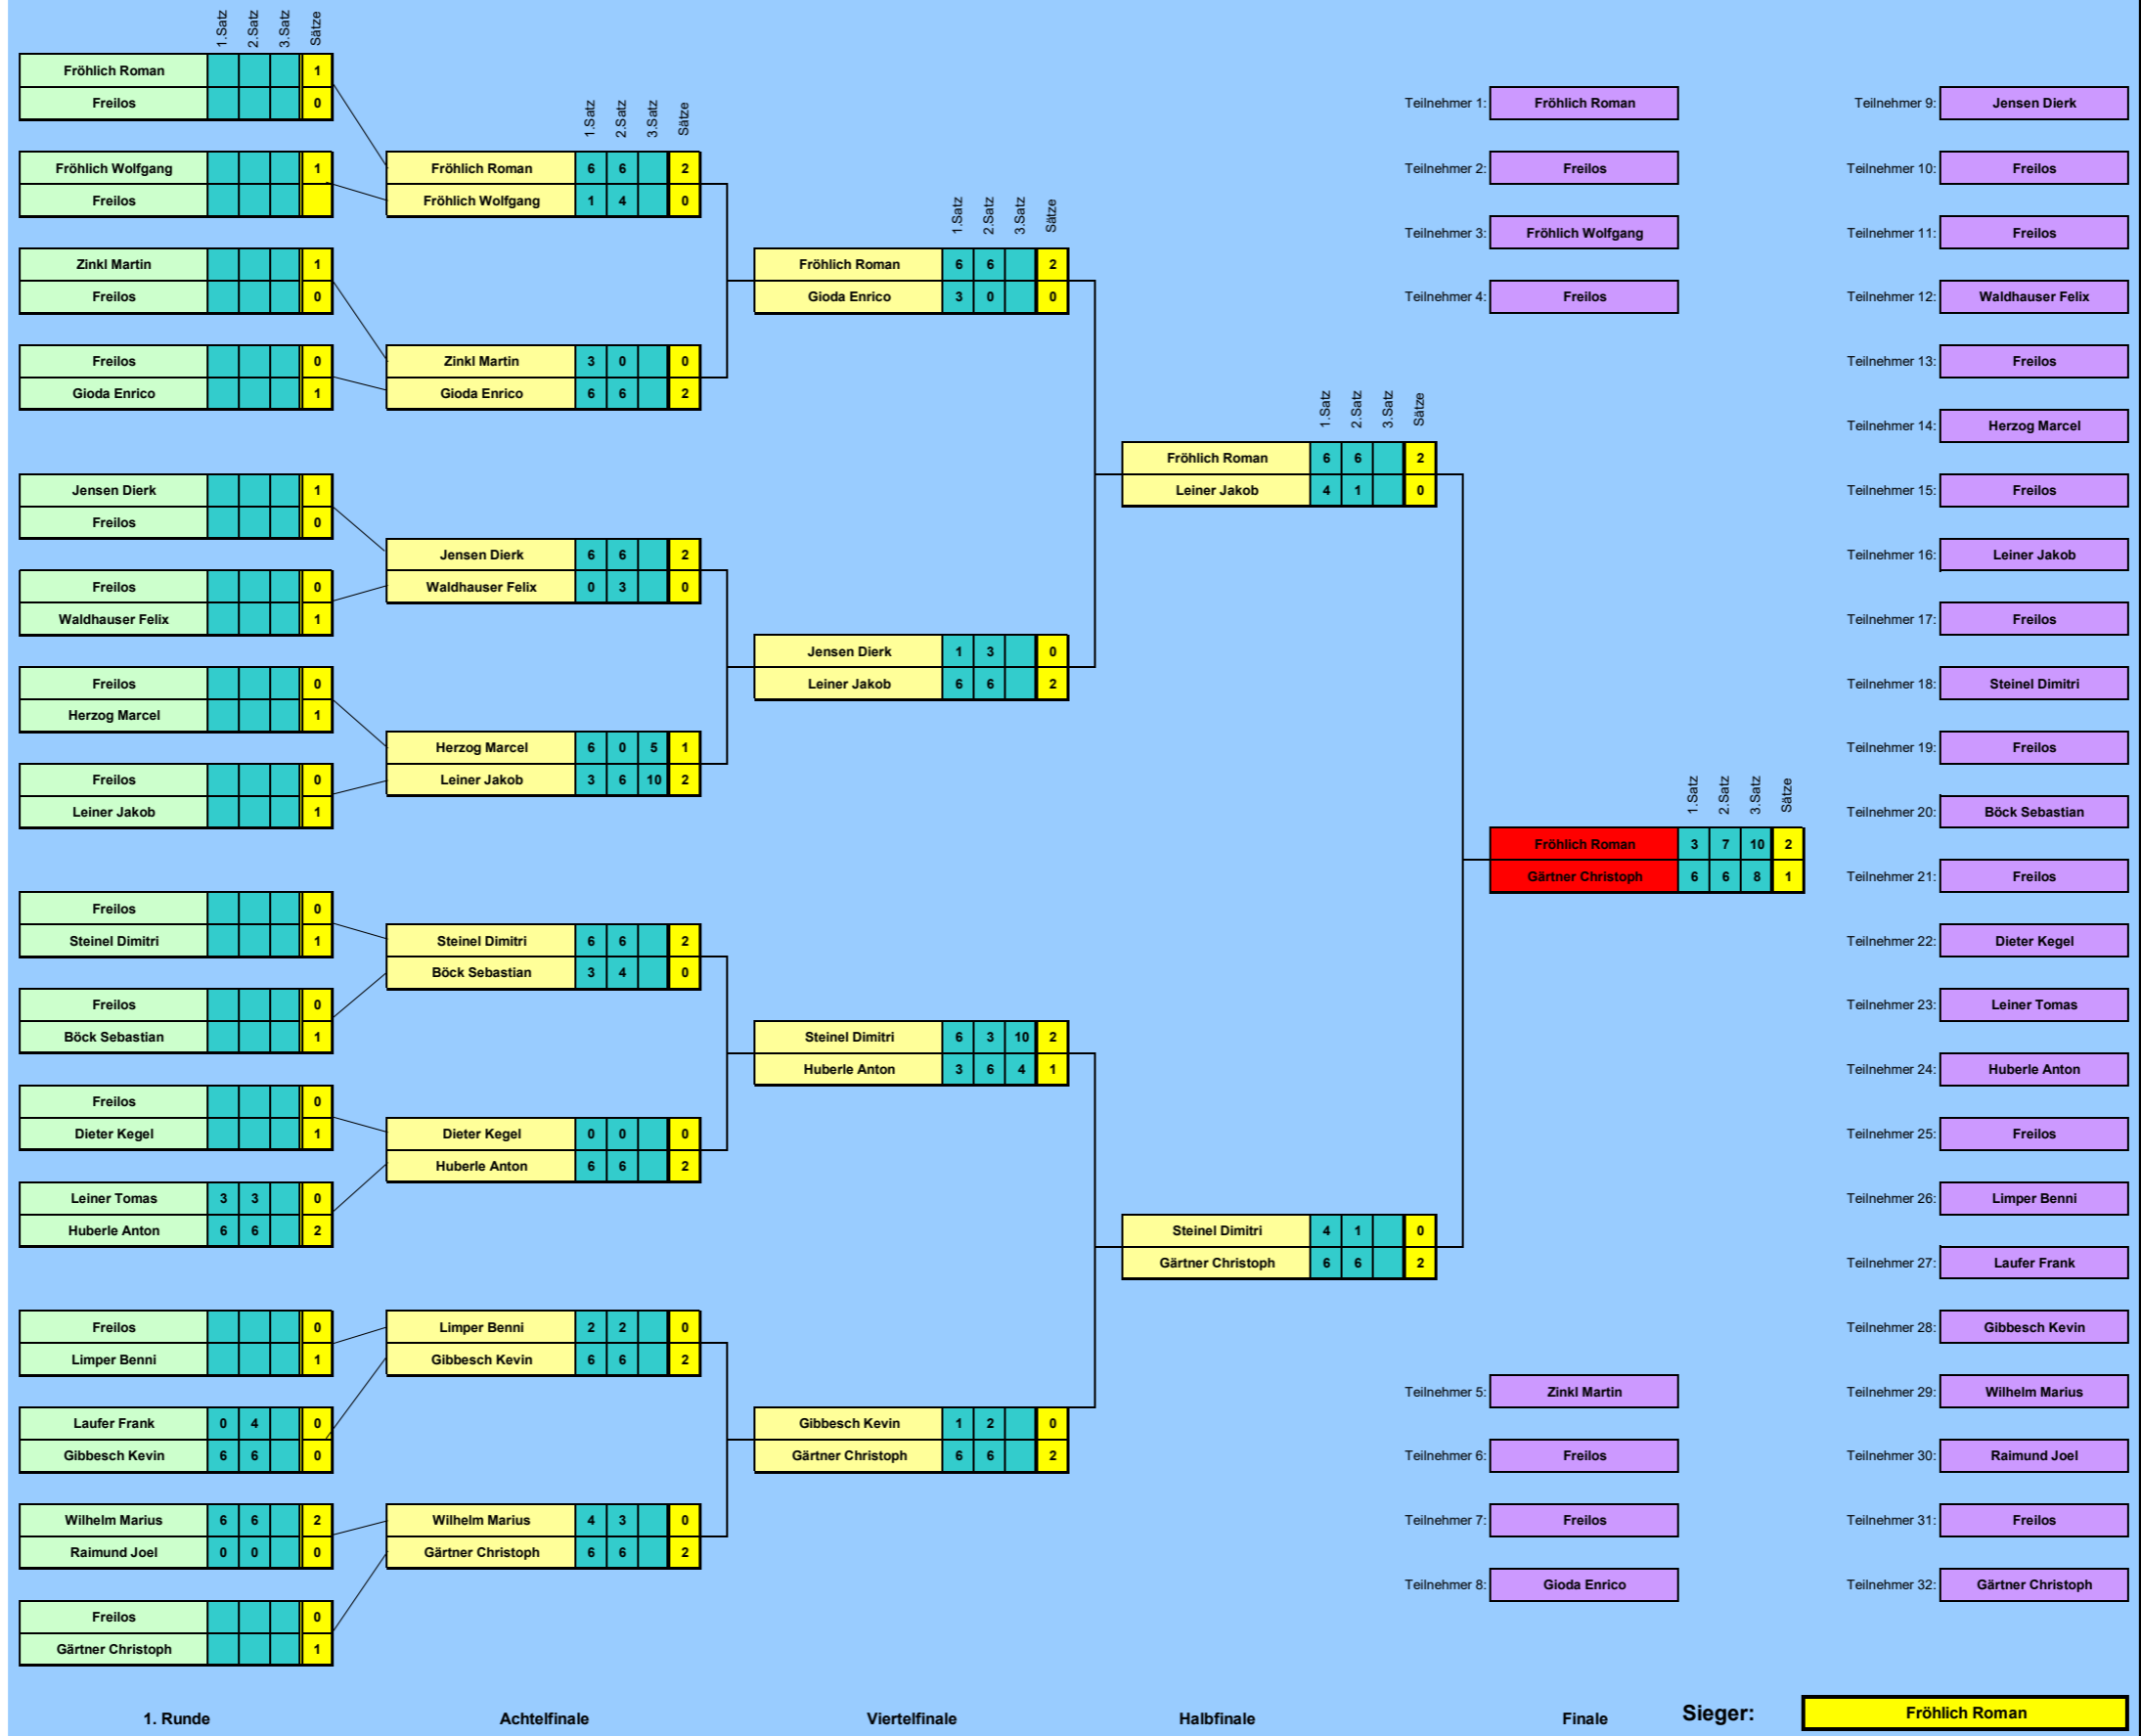 1.Satz 2.Satz 3.Satz Sätze
Fröhlich Roman 1
Freilos 0
Fröhlich Wolfgang 1
Freilos
Zinkl Martin 1
Freilos 0
Freilos 0
Gioda Enrico 1
Jensen Dierk 1
Freilos 0
Freilos 0
Waldhauser Felix 1
Freilos 0
Herzog Marcel 1
Freilos 0
Leiner Jakob 1
Freilos 0
Steinel Dimitri 1
Freilos 0
Böck Sebastian 1
Freilos 0
Dieter Kegel 1
Leiner Tomas 3 3 0
Huberle Anton 6 6 2
Freilos 0
Limper Benni 1
Laufer Frank 0 4 0
Gibbesch Kevin 6 6 0
Wilhelm Marius 6 6 2
Raimund Joel 0 0 0
Freilos 0
Gärtner Christoph 1
1. Runde
1.Satz 2.Satz 3.Satz Sätze
Fröhlich Roman 6 6 2
Fröhlich Wolfgang 1 4 0
Zinkl Martin 3 0 0
Gioda Enrico 6 6 2
Jensen Dierk 6 6 2
Waldhauser Felix 0 3 0
Herzog Marcel 6 0 5 1
Leiner Jakob 3 6 10 2
Steinel Dimitri 6 6 2
Böck Sebastian 3 4 0
Dieter Kegel 0 0 0
Huberle Anton 6 6 2
Limper Benni 2 2 0
Gibbesch Kevin 6 6 2
Wilhelm Marius 4 3 0
Gärtner Christoph 6 6 2
Achtelfinale
1.Satz 2.Satz 3.Satz Sätze
Fröhlich Roman 6 6 2
Gioda Enrico 3 0 0
Jensen Dierk 1 3 0
Leiner Jakob 6 6 2
Steinel Dimitri 6 3 10 2
Huberle Anton 3 6 4 1
Gibbesch Kevin 1 2 0
Gärtner Christoph 6 6 2
Viertelfinale
1.Satz 2.Satz 3.Satz Sätze
Fröhlich Roman 6 6 2
Leiner Jakob 4 1 0
Steinel Dimitri 4 1 0
Gärtner Christoph 6 6 2
Halbfinale
Teilnehmer 1: Fröhlich Roman
Teilnehmer 2: Freilos
Teilnehmer 3: Fröhlich Wolfgang
Teilnehmer 4: Freilos
1.Satz 2.Satz 3.Satz Sätze
Fröhlich Roman 3 7 10 2
Gärtner Christoph 6 6 8 1
Teilnehmer 5: Zinkl Martin
Teilnehmer 6: Freilos
Teilnehmer 7: Freilos
Teilnehmer 8: Gioda Enrico
Finale
Teilnehmer 9: Jensen Dierk
Teilnehmer 10: Freilos
Teilnehmer 11: Freilos
Teilnehmer 12: Waldhauser Felix
Teilnehmer 13: Freilos
Teilnehmer 14: Herzog Marcel
Teilnehmer 15: Freilos
Teilnehmer 16: Leiner Jakob
Teilnehmer 17: Freilos
Teilnehmer 18: Steinel Dimitri
Teilnehmer 19: Freilos
Teilnehmer 20: Böck Sebastian
Teilnehmer 21: Freilos
Teilnehmer 22: Dieter Kegel
Teilnehmer 23: Leiner Tomas
Teilnehmer 24: Huberle Anton
Teilnehmer 25: Freilos
Teilnehmer 26: Limper Benni
Teilnehmer 27: Laufer Frank
Teilnehmer 28: Gibbesch Kevin
Teilnehmer 29: Wilhelm Marius
Teilnehmer 30: Raimund Joel
Teilnehmer 31: Freilos
Teilnehmer 32: Gärtner Christoph
Sieger: Fröhlich Roman